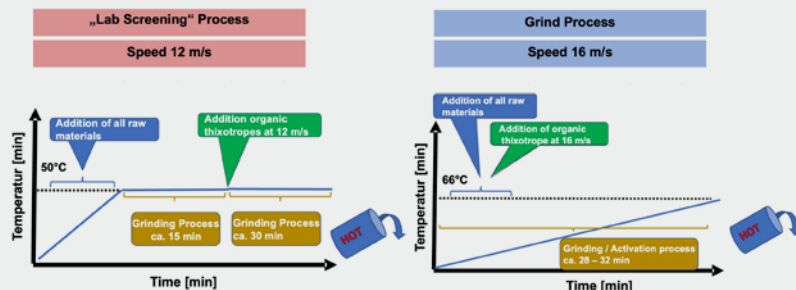 „Lab Screening“ Process
Speed 12 m/s
Addition of all raw
materials
Addition organic
thixotropes at 12 m/s
50°C
Temperatur [min]
Grinding Process
ca. 15 min
Grinding Process
ca. 30 min
HOT
Time [min]
Grind Process
Speed 16 m/s
Addition of all raw
materials
Addition of organic
thixotrope at 16 m/s
66°C
Temperatur [min]
Grinding / Activation process
ca. 28 – 32 min
HOT
Time [min]